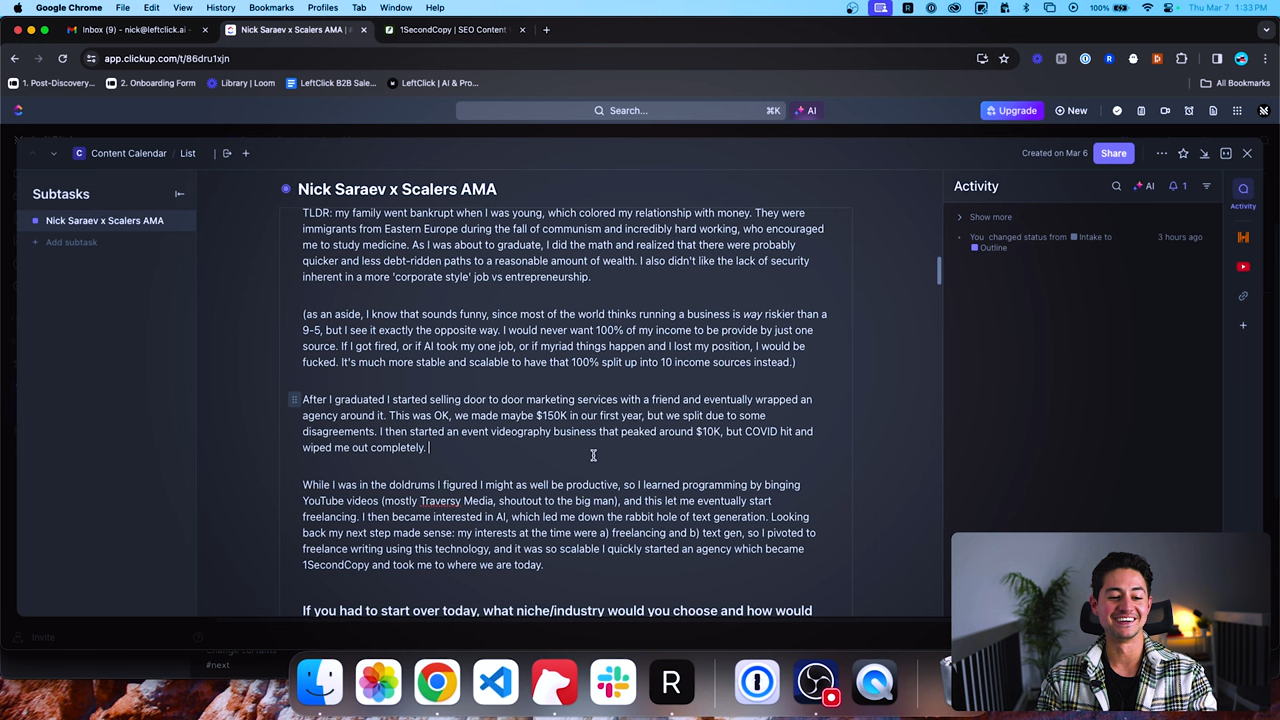 Google Chrome File Edit View History Bookmarks Profiles Tab Window Help
100% Thu Mar 7 1:33 PM
Inbox (9) - nick@leftclick.ai - Nick Saraev x Scalers AMA | 1SecondCopy | SEO Content
app.clickup.com/t/86dru1xjn
1. Post-Discovery... 2. Onboarding Form Library | Loom LeftClick B2B Sale... LeftClick | AI & Pro... All Bookmarks
Search... ⌘K AI Upgrade New
Content Calendar / List Created on Mar 6 Share
Subtasks
Nick Saraev x Scalers AMA
Add subtask
Nick Saraev x Scalers AMA
TLDR: my family went bankrupt when I was young, which colored my relationship with money. They were
immigrants from Eastern Europe during the fall of communism and incredibly hard working, who encouraged
me to study medicine. As I was about to graduate, I did the math and realized that there were probably
quicker and less debt-ridden paths to a reasonable amount of wealth. I also didn't like the lack of security
inherent in a more 'corporate style' job vs entrepreneurship.
(as an aside, I know that sounds funny, since most of the world thinks running a business is way riskier than a
9-5, but I see it exactly the opposite way. I would never want 100% of my income to be provide by just one
source. If I got fired, or if AI took my one job, or if myriad things happen and I lost my position, I would be
fucked. It's much more stable and scalable to have that 100% split up into 10 income sources instead.)
After I graduated I started selling door to door marketing services with a friend and eventually wrapped an
agency around it. This was OK, we made maybe $150K in our first year, but we split due to some
disagreements. I then started an event videography business that peaked around $10K, but COVID hit and
wiped me out completely.
While I was in the doldrums I figured I might as well be productive, so I learned programming by binging
YouTube videos (mostly Traversy Media, shoutout to the big man), and this let me eventually start
freelancing. I then became interested in AI, which led me down the rabbit hole of text generation. Looking
back my next step made sense: my interests at the time were a) freelancing and b) text gen, so I pivoted to
freelance writing using this technology, and it was so scalable I quickly started an agency which became
1SecondCopy and took me to where we are today.
If you had to start over today, what niche/industry would you choose and how would
Activity
AI 1
Activity
Show more
You changed status from Intake to
Outline
3 hours ago
Invite
#next
R